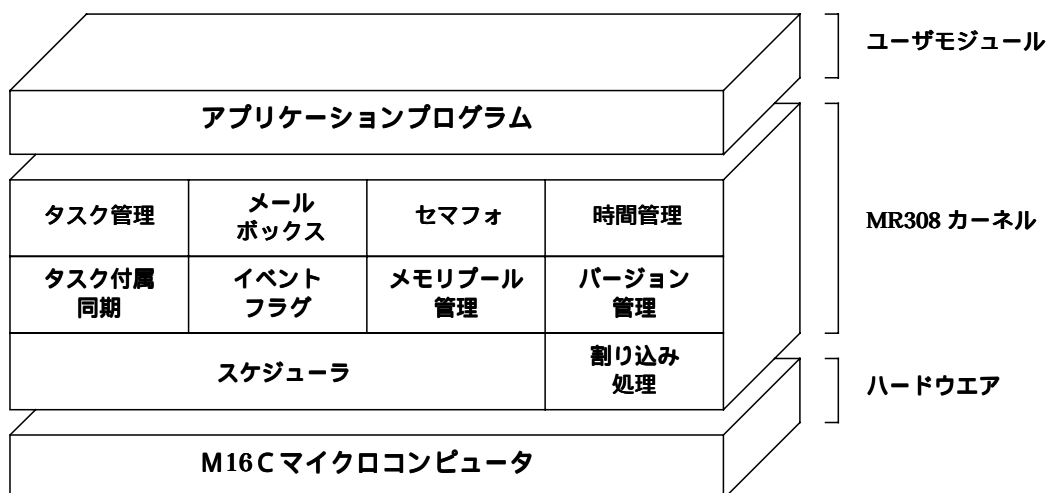 ユーザモジュール
アプリケーションプログラム
タスク管理
メール
ボックス
セマフォ
時間管理
MR308 カーネル
タスク付属
同期
イベント
フラグ
メモリプール
管理
バージョン
管理
スケジューラ
割り込み
処理
ハードウエア
M16Cマイクロコンピュータ